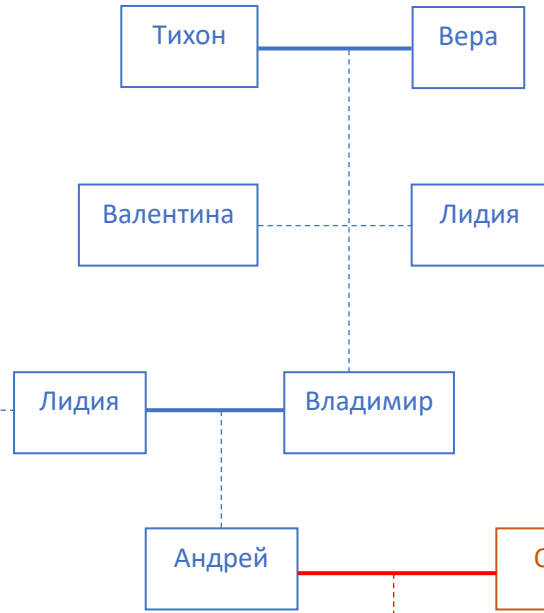 Тихон
Вера
Валентина
Лидия
Лидия
Владимир
Андрей